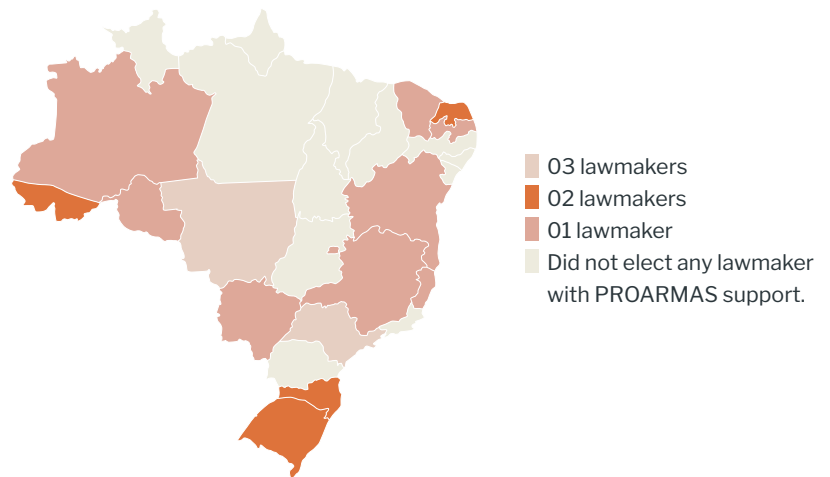 03 lawmakers
02 lawmakers
01 lawmaker
Did not elect any lawmaker
with PROARMAS support.